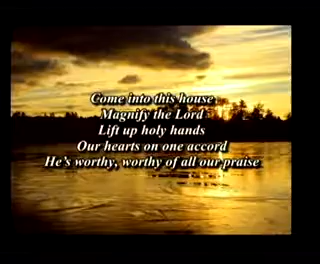 Come into this house
Magnify the Lord
Lift up holy hands
Our hearts on one accord
He's worthy, worthy of all our praise